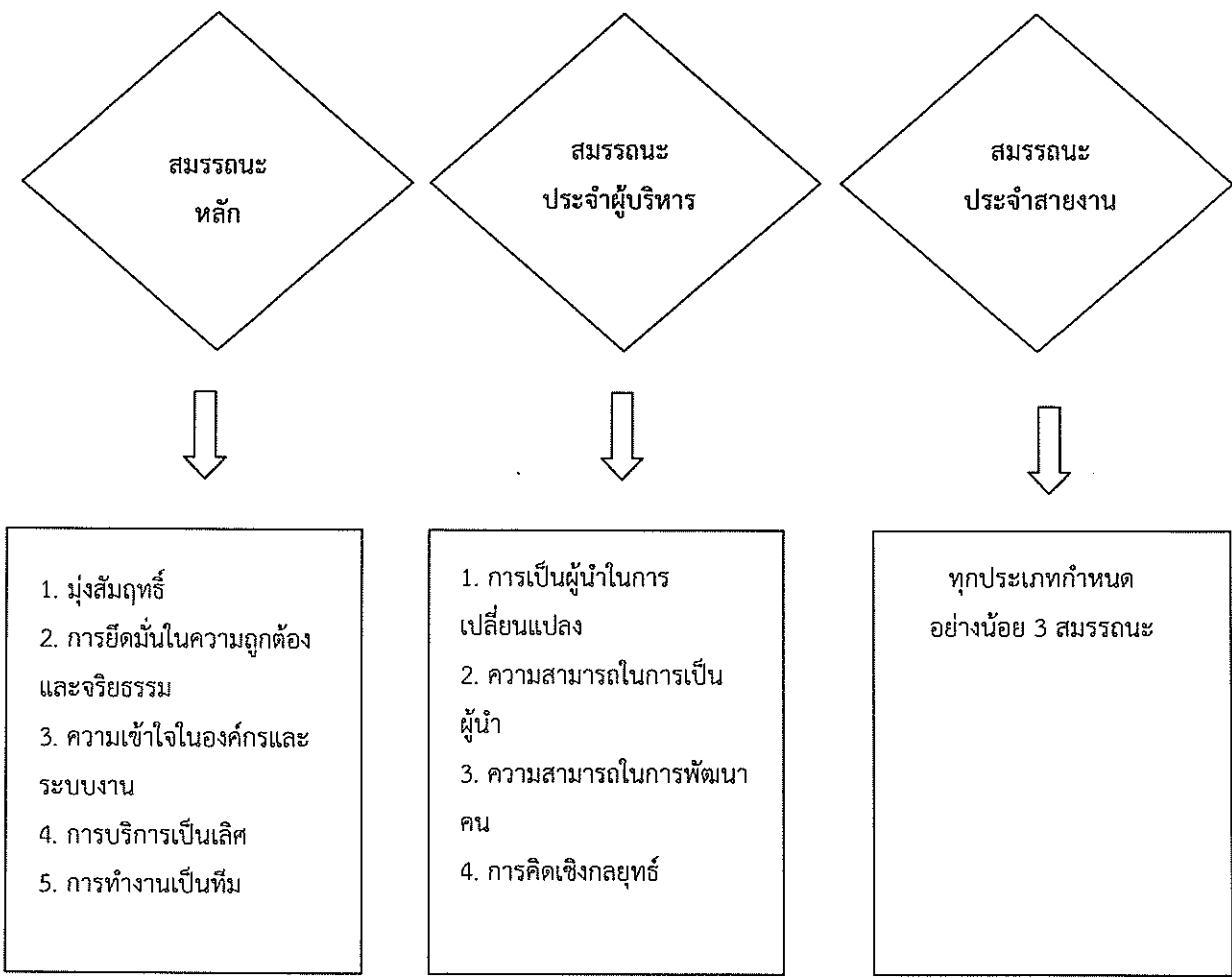 สมรรถนะ
หลัก
สมรรถนะ
ประจำผู้บริหาร
สมรรถนะ
ประจำสายงาน
1. มุ่งสัมฤทธิ์
2. การยึดมั่นในความถูกต้อง
และจริยธรรม
3. ความเข้าใจในองค์กรและ
ระบบงาน
4. การบริการเป็นเลิศ
5. การทำงานเป็นทีม
1. การเป็นผู้นำในการ
เปลี่ยนแปลง
2. ความสามารถในการเป็น
ผู้นำ
3. ความสามารถในการพัฒนา
คน
4. การคิดเชิงกลยุทธ์
ทุกประเภทกำหนด
อย่างน้อย 3 สมรรถนะ